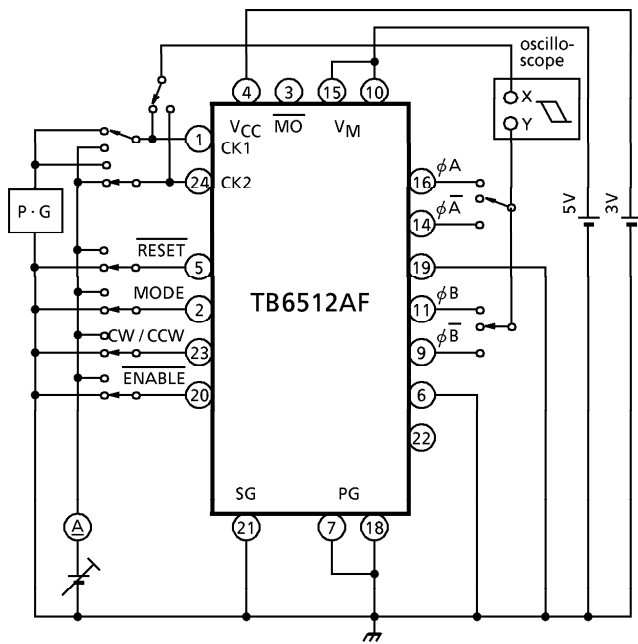 oscillo-
scope
4
3
15
10
X
Y
VCC
MO
VM
1
CK1
24
CK2
P·G
16
φA
14
φA
5V
3V
RESET
5
19
MODE
2
TB6512AF
11
φB
CW / CCW
23
9
φB
ENABLE
20
6
22
SG
PG
A
21
7
18